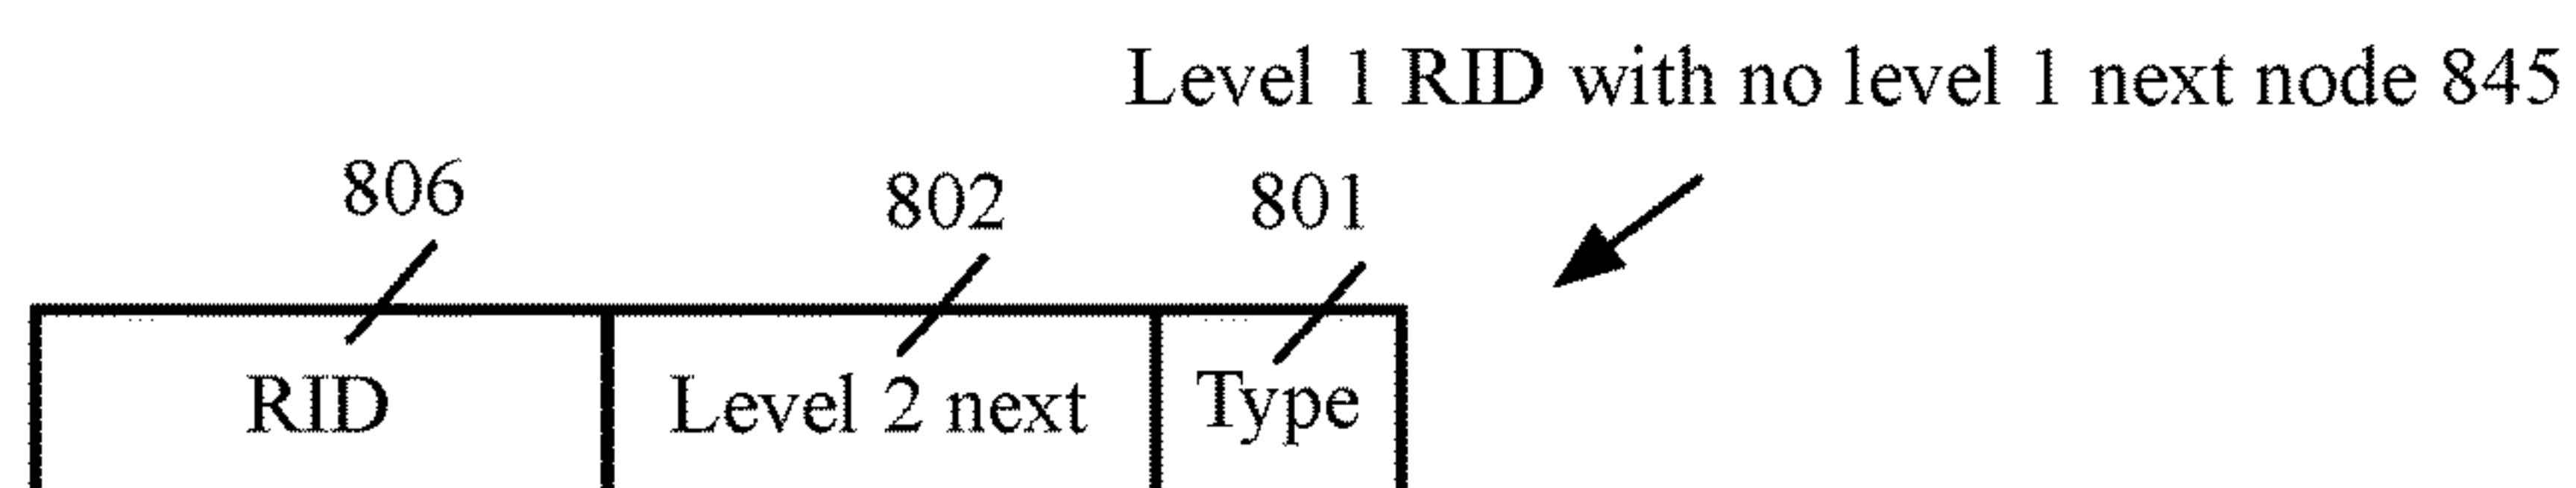 Level 1 RID with no level 1 next node 845
806 802 801
RID Level 2 next Type